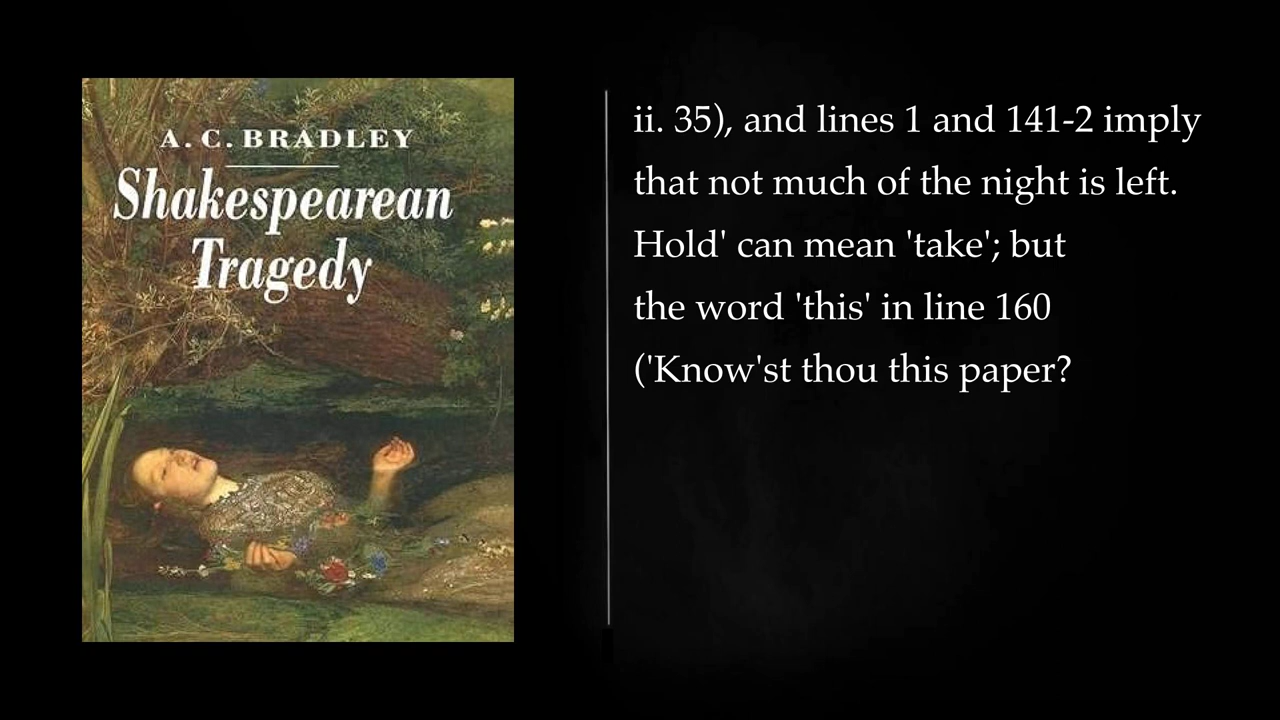 A. C. BRADLEY
Shakespearean
Tragedy
ii. 35), and lines 1 and 141-2 imply
that not much of the night is left.
Hold' can mean 'take'; but
the word 'this' in line 160
('Know'st thou this paper?